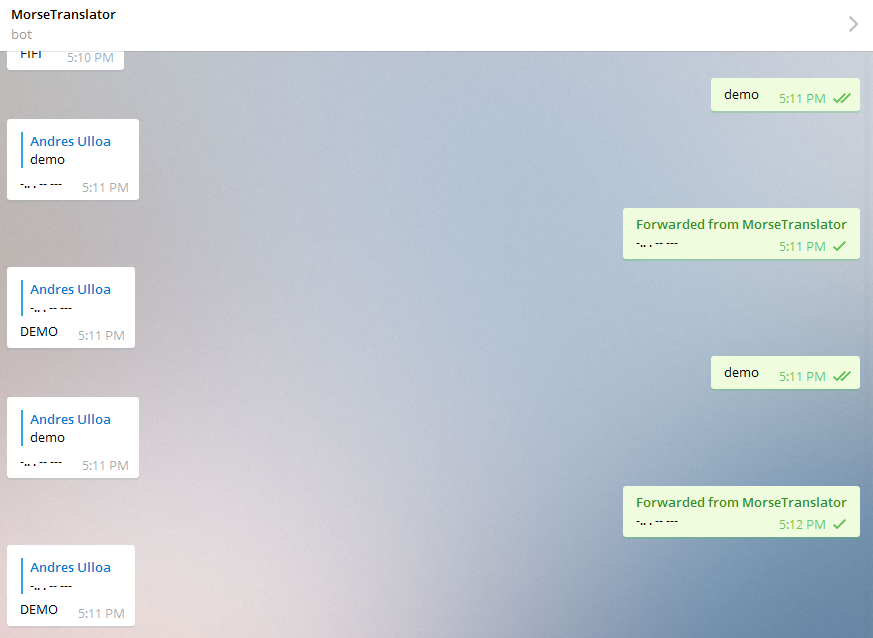 MorseTranslator
bot
FIFI 5:10 PM
demo 5:11 PM
Andres Ulloa
demo
-.. . -- --- 5:11 PM
Forwarded from MorseTranslator
-.. . -- --- 5:11 PM
Andres Ulloa
-.. . -- ---
DEMO 5:11 PM
demo 5:11 PM
Andres Ulloa
demo
-.. . -- --- 5:11 PM
Forwarded from MorseTranslator
-.. . -- --- 5:12 PM
Andres Ulloa
-.. . -- ---
DEMO 5:11 PM